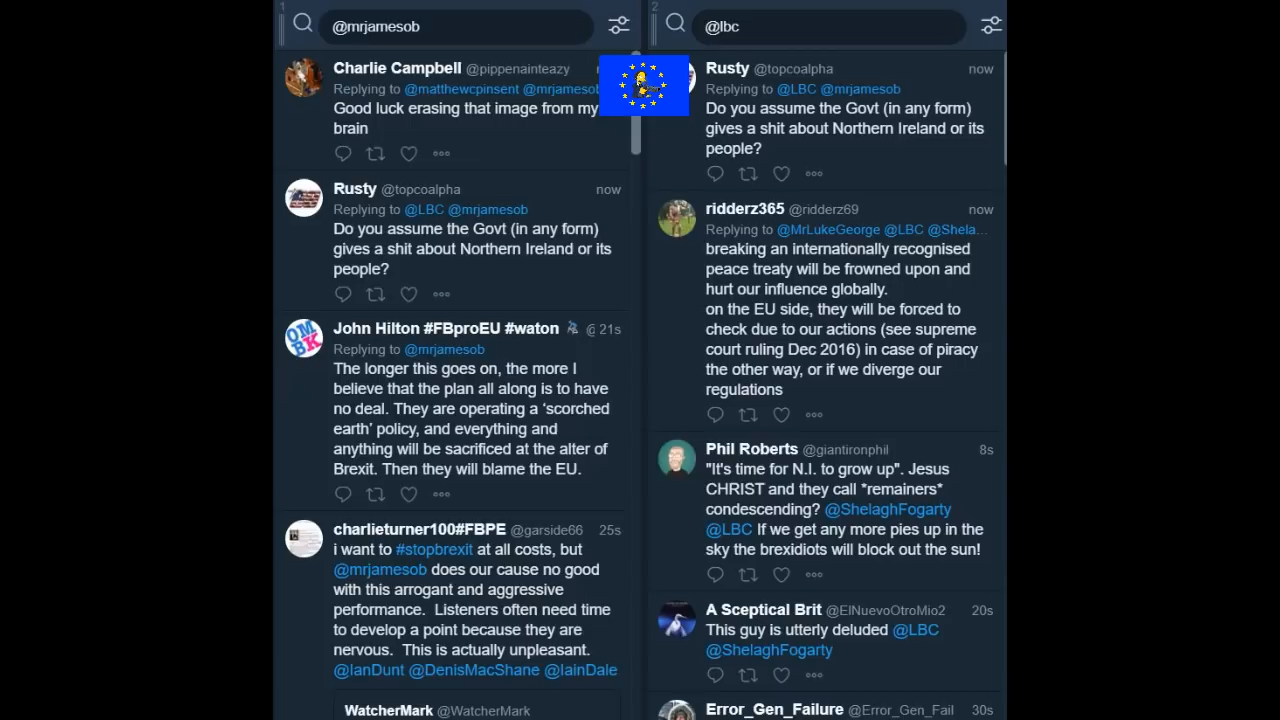 1
@mrjamesob
Charlie Campbell @pippenainteazy
Replying to @matthewcpinsent @mrjamesob
Good luck erasing that image from my
brain
Rusty @topcoalpha now
Replying to @LBC @mrjamesob
Do you assume the Govt (in any form)
gives a shit about Northern Ireland or its
people?
John Hilton #FBproEU #waton @ 21s
Replying to @mrjamesob
The longer this goes on, the more I
believe that the plan all along is to have
no deal. They are operating a ‘scorched
earth’ policy, and everything and
anything will be sacrificed at the alter of
Brexit. Then they will blame the EU.
charlieturner100#FBPE @garside66 25s
i want to #stopbrexit at all costs, but
@mrjamesob does our cause no good
with this arrogant and aggressive
performance. Listeners often need time
to develop a point because they are
nervous. This is actually unpleasant.
@IanDunt @DenisMacShane @IainDale
WatcherMark @WatcherMark
2
@lbc
Rusty @topcoalpha now
Replying to @LBC @mrjamesob
Do you assume the Govt (in any form)
gives a shit about Northern Ireland or its
people?
ridderz365 @ridderz69 now
Replying to @MrLukeGeorge @LBC @Shela...
breaking an internationally recognised
peace treaty will be frowned upon and
hurt our influence globally.
on the EU side, they will be forced to
check due to our actions (see supreme
court ruling Dec 2016) in case of piracy
the other way, or if we diverge our
regulations
Phil Roberts @giantironphil 8s
"It's time for N.I. to grow up". Jesus
CHRIST and they call *remainers*
condescending? @ShelaghFogarty
@LBC If we get any more pies up in the
sky the brexidiots will block out the sun!
A Sceptical Brit @ElNuevoOtroMio2 20s
This guy is utterly deluded @LBC
@ShelaghFogarty
Error_Gen_Failure @Error_Gen_Fail 30s